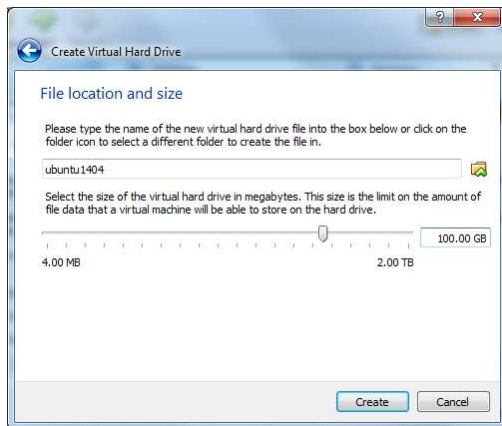 Create Virtual Hard Drive
File location and size
Please type the name of the new virtual hard drive file into the box below or click on the
folder icon to select a different folder to create the file in.
ubuntu1404
Select the size of the virtual hard drive in megabytes. This size is the limit on the amount of
file data that a virtual machine will be able to store on the hard drive.
100.00 GB
4.00 MB
2.00 TB
Create
Cancel